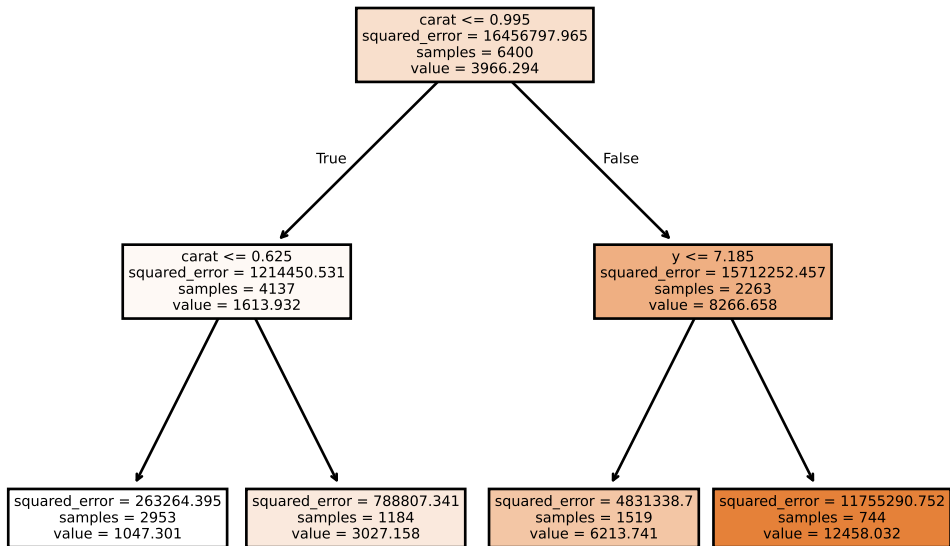 carat <= 0.995
squared_error = 16456797.965
samples = 6400
value = 3966.294
True
False
carat <= 0.625
squared_error = 1214450.531
samples = 4137
value = 1613.932
y <= 7.185
squared_error = 15712252.457
samples = 2263
value = 8266.658
squared_error = 263264.395
samples = 2953
value = 1047.301
squared_error = 788807.341
samples = 1184
value = 3027.158
squared_error = 4831338.7
samples = 1519
value = 6213.741
squared_error = 11755290.752
samples = 744
value = 12458.032